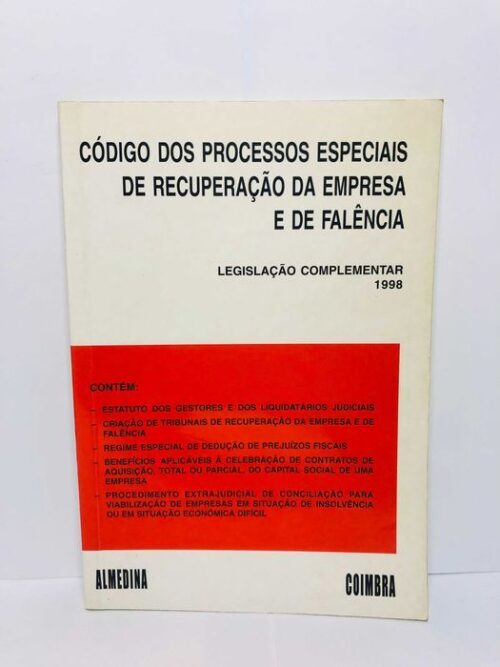 CÓDIGO DOS PROCESSOS ESPECIAIS
DE RECUPERAÇÃO DA EMPRESA
E DE FALÊNCIA
LEGISLAÇÃO COMPLEMENTAR
1998
CONTÉM:
– ESTATUTO DOS GESTORES E DOS LIQUIDATÁRIOS JUDICIAIS
– CRIAÇÃO DE TRIBUNAIS DE RECUPERAÇÃO DA EMPRESA E DE
FALÊNCIA
– REGIME ESPECIAL DE DEDUÇÃO DE PREJUÍZOS FISCAIS
– BENEFÍCIOS APLICÁVEIS À CELEBRAÇÃO DE CONTRATOS DE
AQUISIÇÃO, TOTAL OU PARCIAL, DO CAPITAL SOCIAL DE UMA
EMPRESA
– PROCEDIMENTO EXTRAJUDICIAL DE CONCILIAÇÃO PARA
VIABILIZAÇÃO DE EMPRESAS EM SITUAÇÃO DE INSOLVÊNCIA
OU EM SITUAÇÃO ECONÓMICA DIFÍCIL
ALMEDINA
COIMBRA